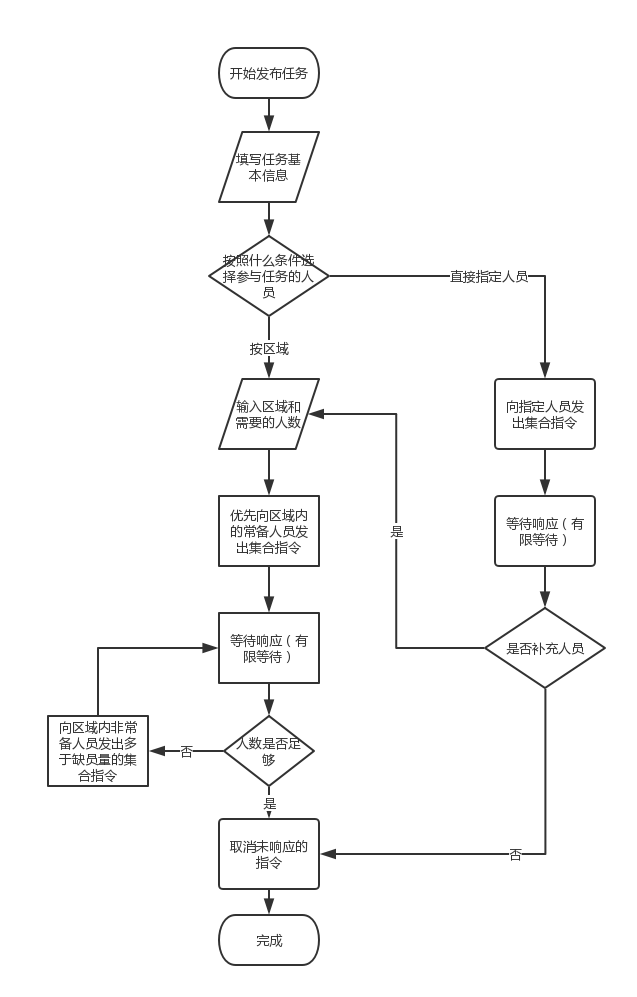 开始发布任务
填写任务基
本信息
按照什么条件选
择参与任务的人
员
直接指定人员
按区域
输入区域和
需要的人数
向指定人员发
出集合指令
优先向区域内
的常备人员发
出集合指令
等待响应（有
限等待）
是
等待响应（有
限等待）
是否补充人员
向区域内非常
备人员发出多
于缺员量的集
合指令
否
人数是否足
够
是
取消未响应的
指令
否
完成